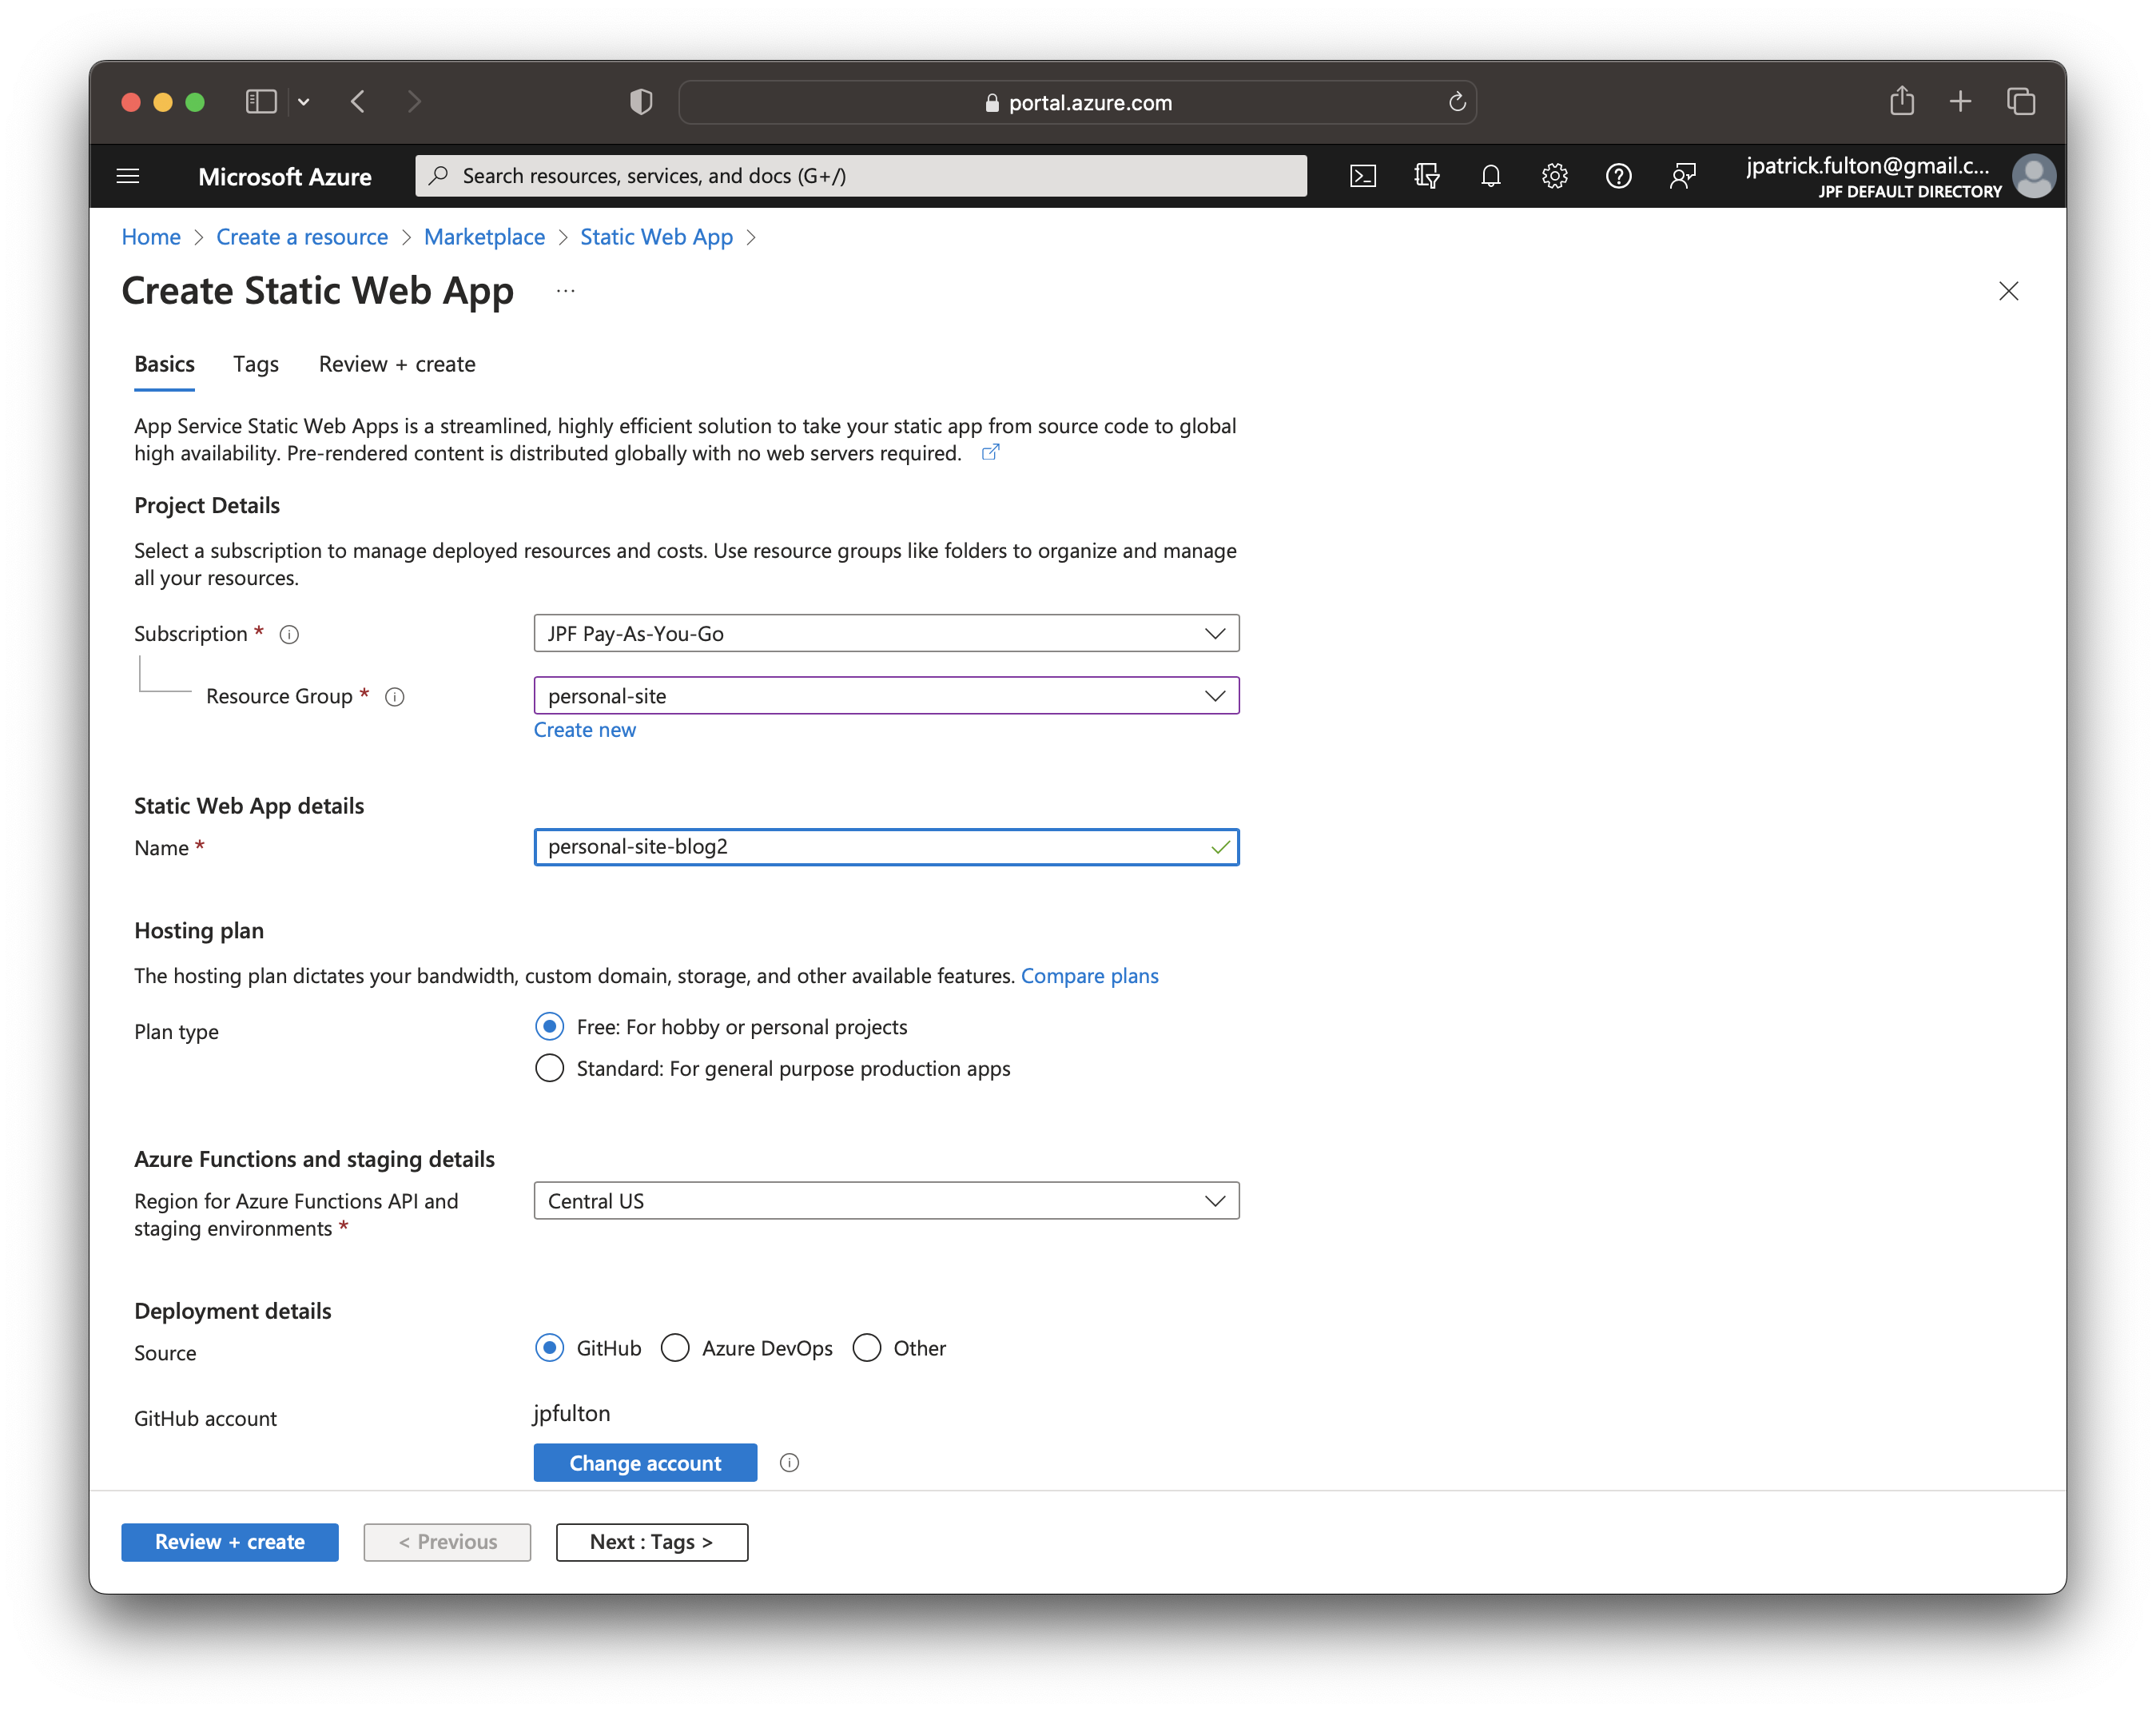 portal.azure.com
Microsoft Azure
Search resources, services, and docs (G+/)
jpatrick.fulton@gmail.c...
JPF DEFAULT DIRECTORY
Home > Create a resource > Marketplace > Static Web App >
Create Static Web App ...
Basics Tags Review + create
App Service Static Web Apps is a streamlined, highly efficient solution to take your static app from source code to global
high availability. Pre-rendered content is distributed globally with no web servers required.
Project Details
Select a subscription to manage deployed resources and costs. Use resource groups like folders to organize and manage
all your resources.
Subscription * JPF Pay-As-You-Go
Resource Group * personal-site
Create new
Static Web App details
Name * personal-site-blog2
Hosting plan
The hosting plan dictates your bandwidth, custom domain, storage, and other available features. Compare plans
Plan type Free: For hobby or personal projects
Standard: For general purpose production apps
Azure Functions and staging details
Region for Azure Functions API and Central US
staging environments *
Deployment details
Source GitHub Azure DevOps Other
GitHub account jpfulton
Change account
Review + create < Previous Next : Tags >